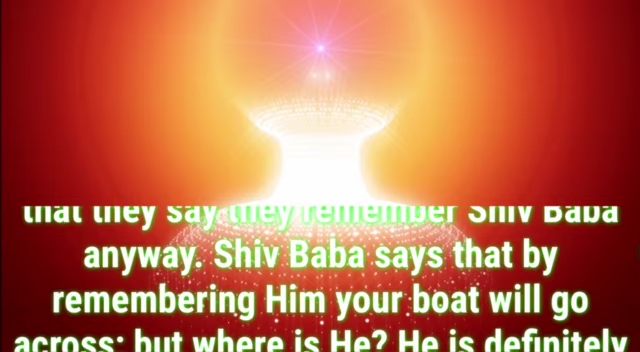 that they say they remember Shiv Baba
anyway. Shiv Baba says that by
remembering Him your boat will go
across; but where is He? He is definitely